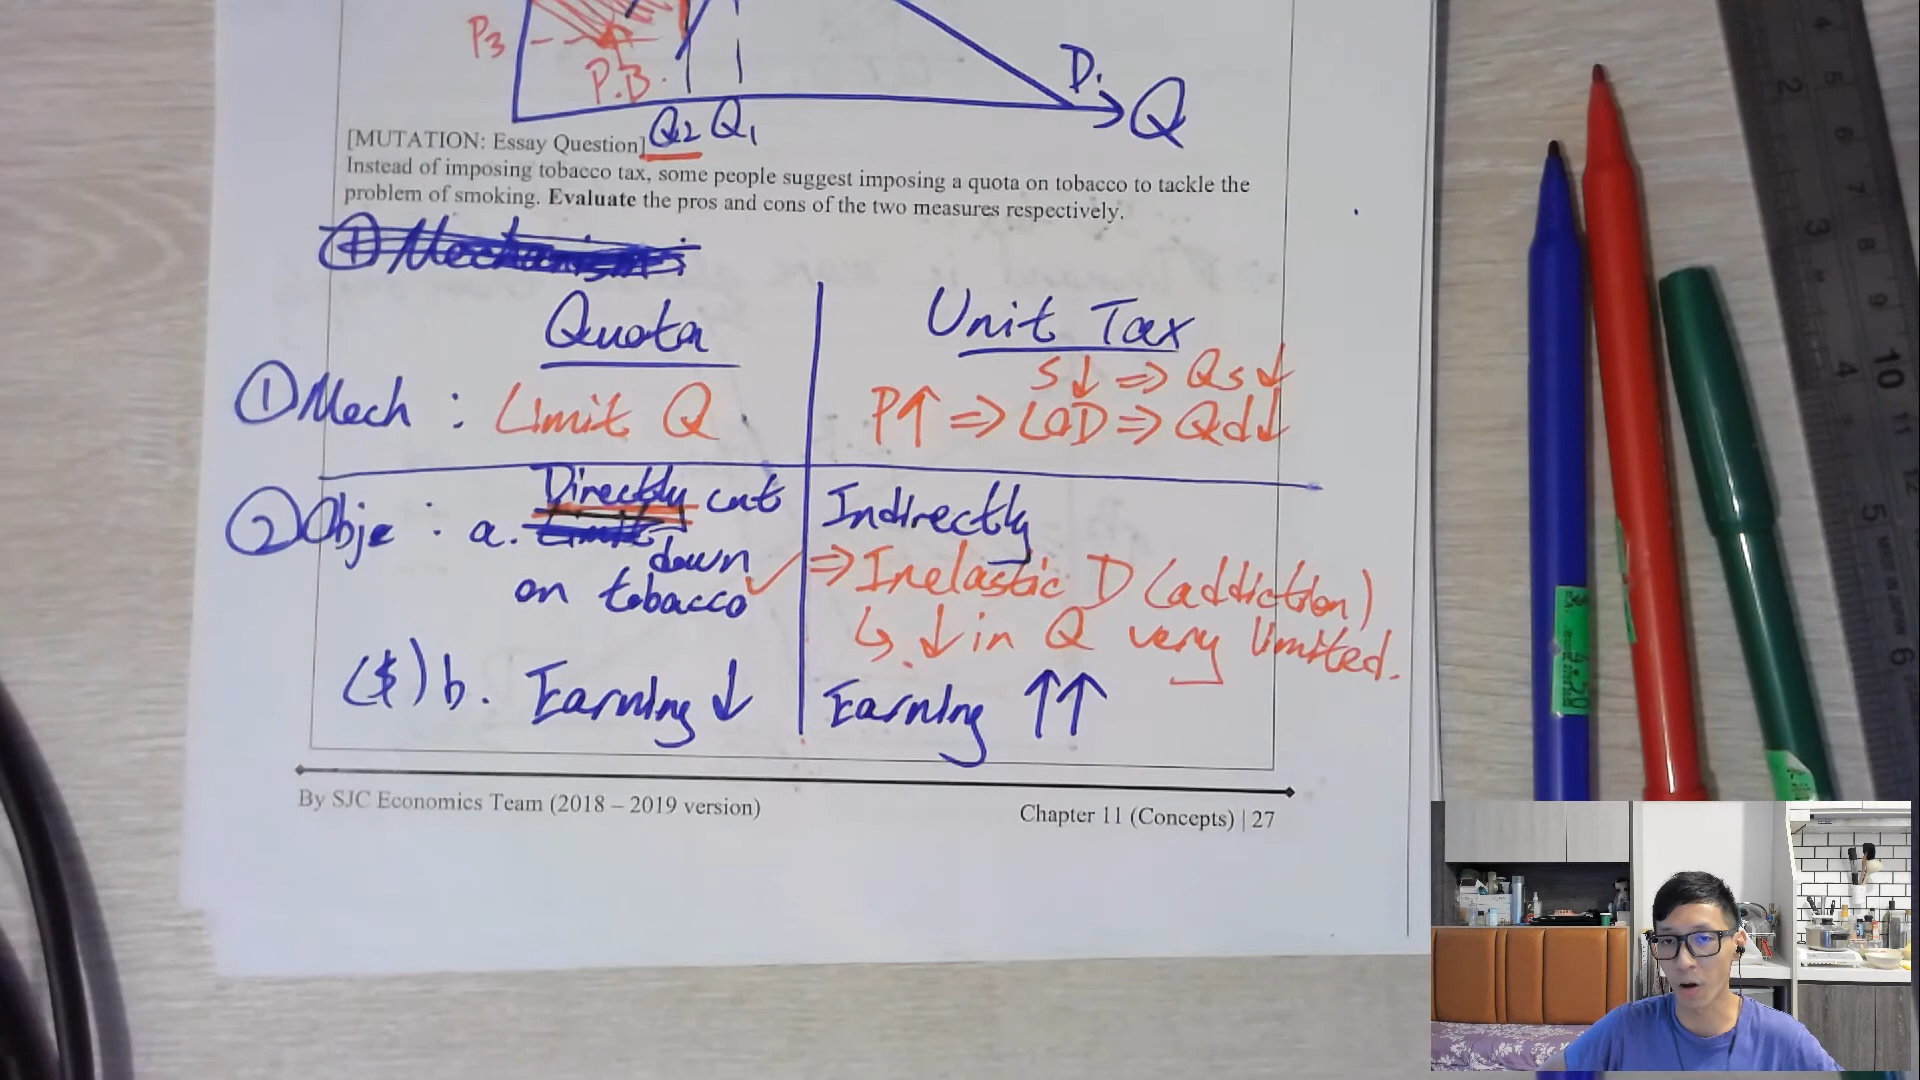 P3
P.B.
D.
Q2 Q1
Q
[MUTATION: Essay Question]
Instead of imposing tobacco tax, some people suggest imposing a quota on tobacco to tackle the
problem of smoking. Evaluate the pros and cons of the two measures respectively.
Quota
Unit Tax
① Mech : Limit Q
S↓ ⇒ Qs↓
P↑ ⇒ LOD ⇒ Qd↓
② Obje : a. Directly cut
down
on tobacco ✓
Indirectly
⇒ Inelastic D (addiction)
↳ ↓ in Q very limited.
($) b. Earning ↓
Earning ↑↑
By SJC Economics Team (2018 – 2019 version)
Chapter 11 (Concepts) | 27